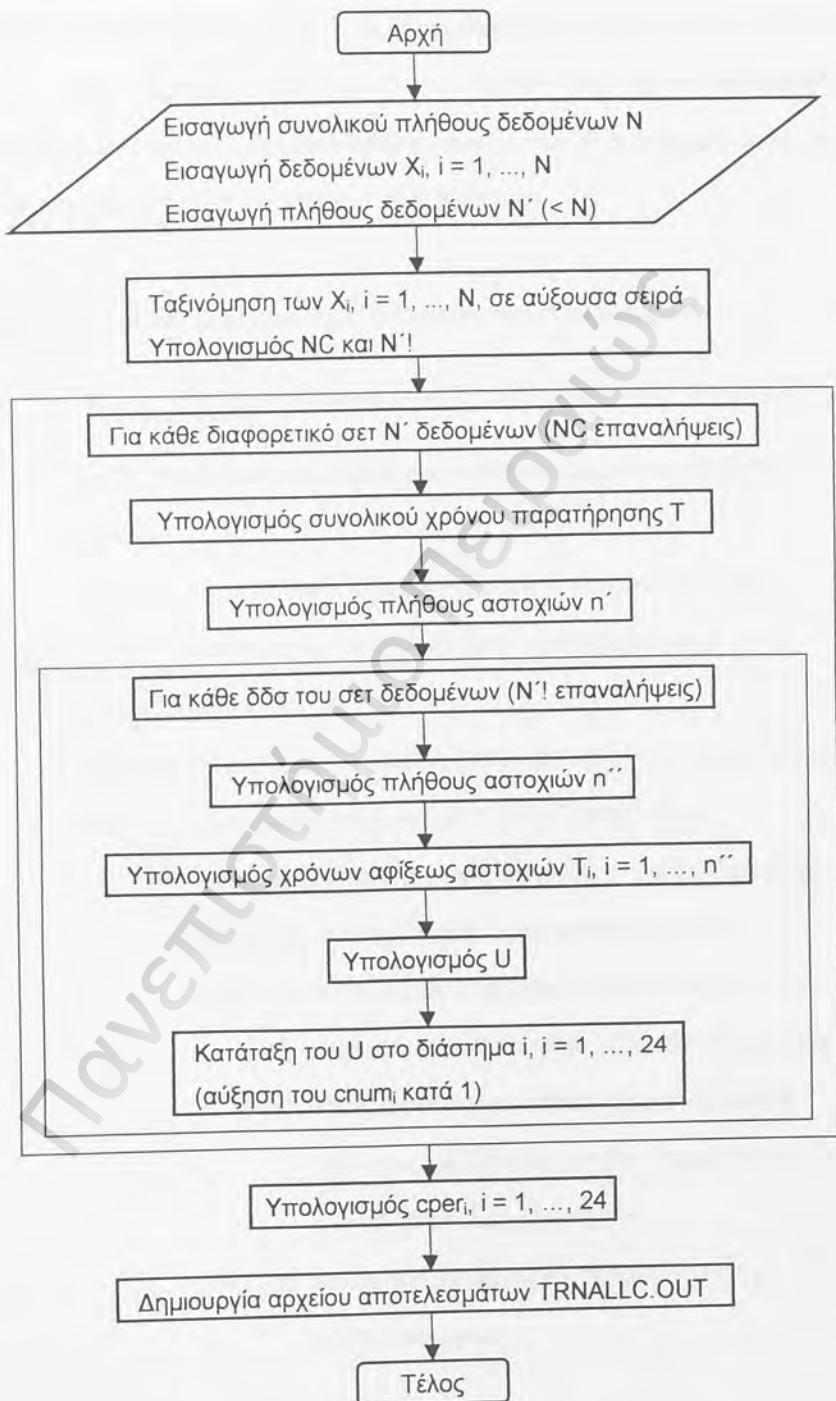 Αρχή
Εισαγωγή συνολικού πλήθους δεδομένων N
Εισαγωγή δεδομένων Xᵢ, i = 1, ..., N
Εισαγωγή πλήθους δεδομένων N´ (< N)
Ταξινόμηση των Xᵢ, i = 1, ..., N, σε αύξουσα σειρά
Υπολογισμός NC και N´!
Για κάθε διαφορετικό σετ N´ δεδομένων (NC επαναλήψεις)
Υπολογισμός συνολικού χρόνου παρατήρησης T
Υπολογισμός πλήθους αστοχιών n´
Για κάθε δδσ του σετ δεδομένων (N´! επαναλήψεις)
Υπολογισμός πλήθους αστοχιών n´´
Υπολογισμός χρόνων αφίξεως αστοχιών Tᵢ, i = 1, ..., n´´
Υπολογισμός U
Κατάταξη του U στο διάστημα i, i = 1, ..., 24
(αύξηση του cnumᵢ κατά 1)
Υπολογισμός cperᵢ, i = 1, ..., 24
Δημιουργία αρχείου αποτελεσμάτων TRNALLC.OUT
Τέλος
Πανεπιστήμιο Πειραιώς